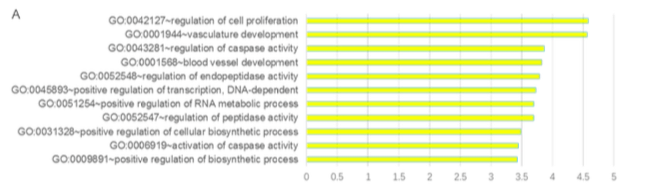 A
GO:0042127~regulation of cell proliferation
GO:0001944~vasculature development
GO:0043281~regulation of caspase activity
GO:0001568~blood vessel development
GO:0052548~regulation of endopeptidase activity
GO:0045893~positive regulation of transcription, DNA-dependent
GO:0051254~positive regulation of RNA metabolic process
GO:0052547~regulation of peptidase activity
GO:0031328~positive regulation of cellular biosynthetic process
GO:0006919~activation of caspase activity
GO:0009891~positive regulation of biosynthetic process
0 0.5 1 1.5 2 2.5 3 3.5 4 4.5 5